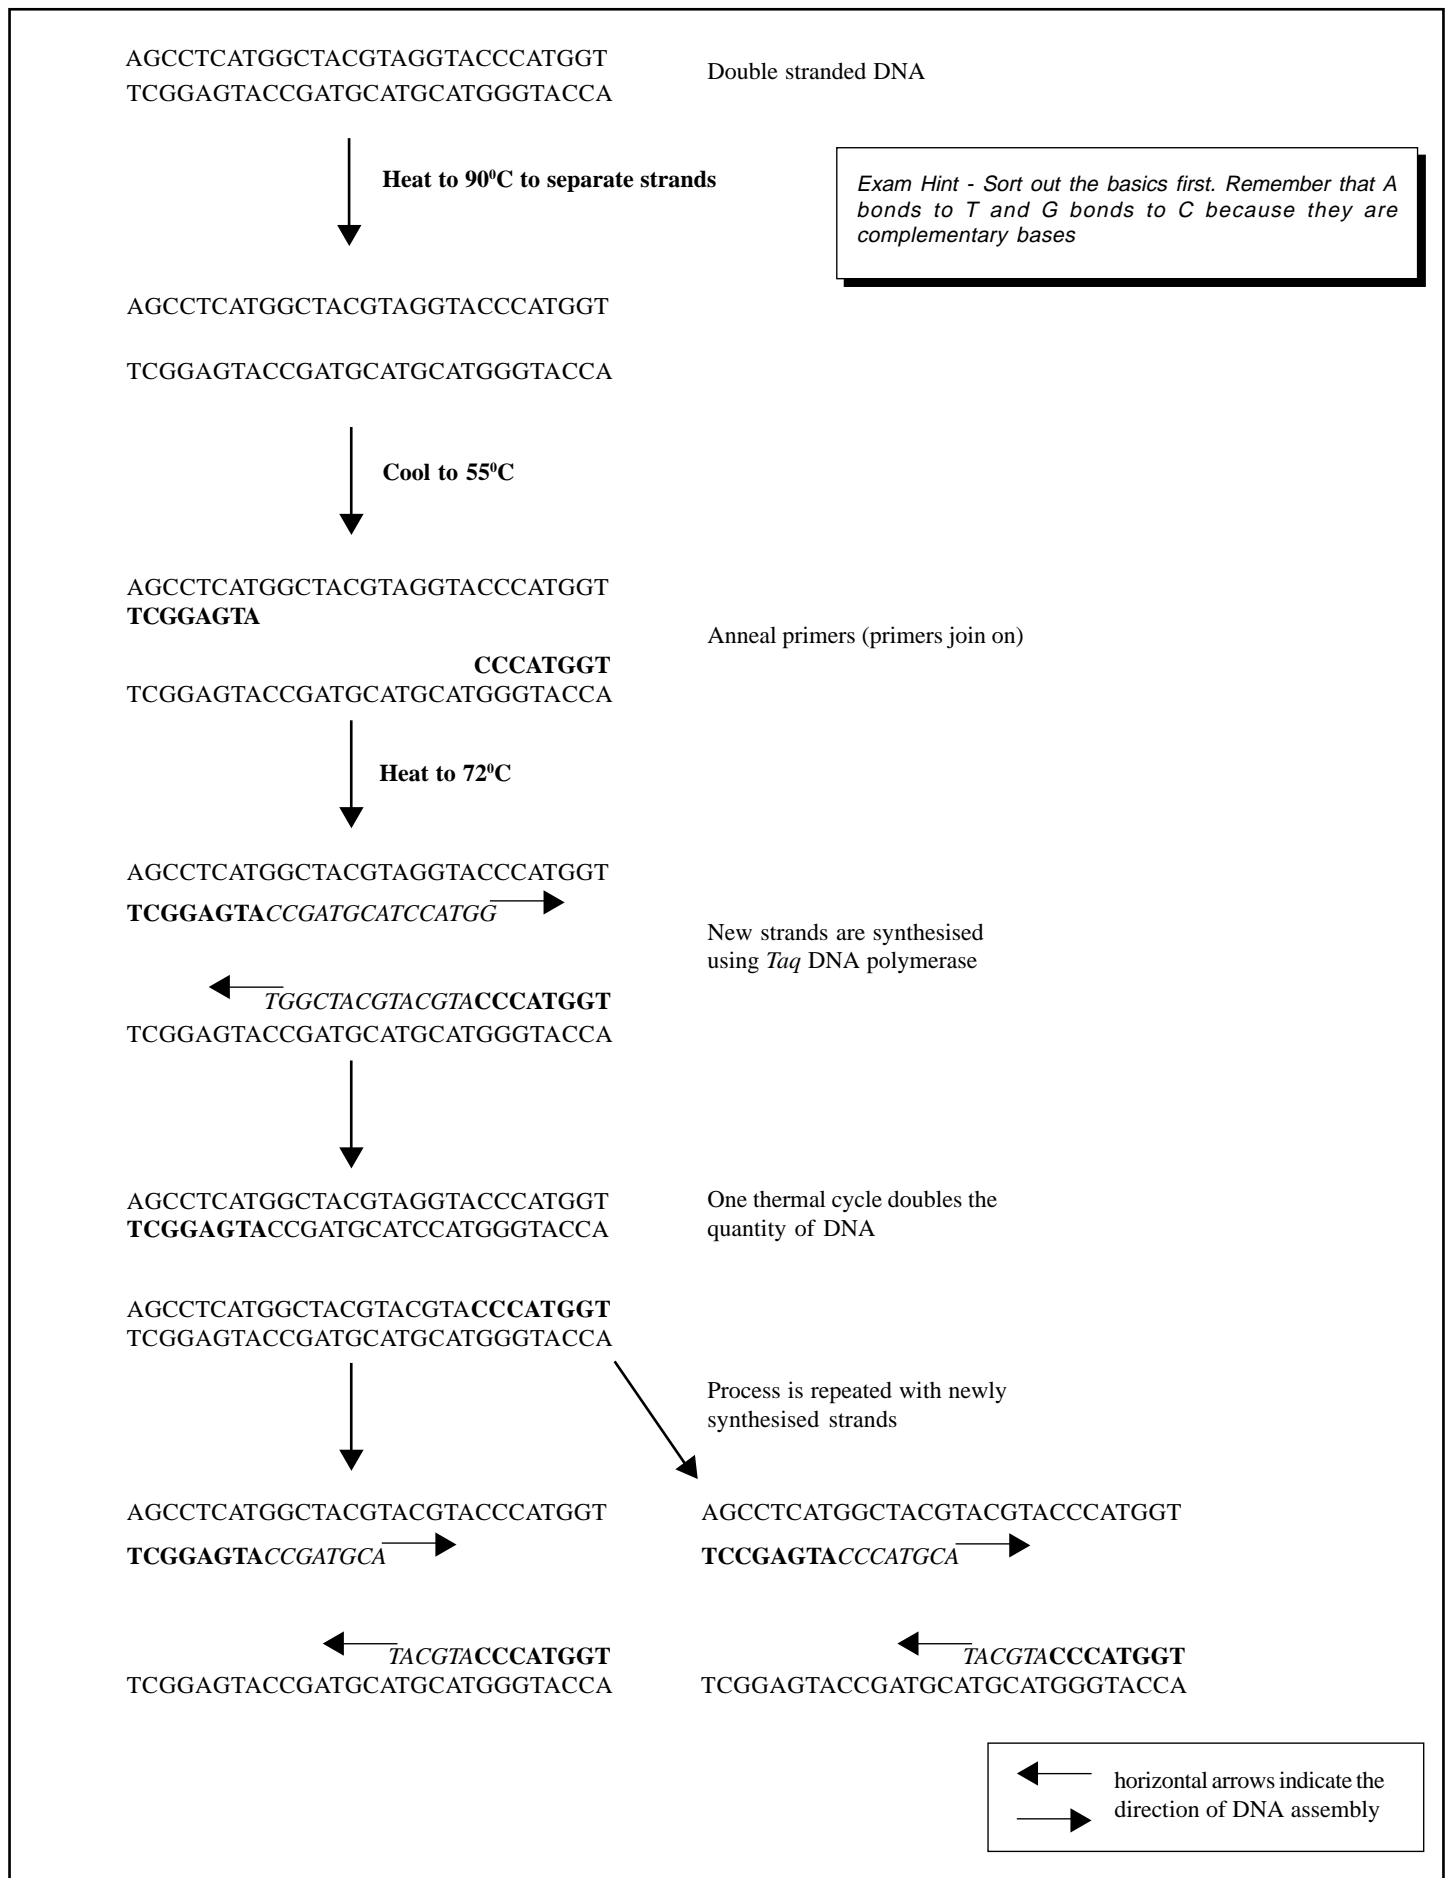 AGCCTCATGGCTACGTAGGTACCCATGGT
TCGGAGTACCGATGCATGCATGGGTACCA
Double stranded DNA
Heat to 90⁰C to separate strands
Exam Hint - Sort out the basics first. Remember that A
bonds to T and G bonds to C because they are
complementary bases
AGCCTCATGGCTACGTAGGTACCCATGGT
TCGGAGTACCGATGCATGCATGGGTACCA
Cool to 55⁰C
AGCCTCATGGCTACGTAGGTACCCATGGT
TCGGAGTA
Anneal primers (primers join on)
CCCATGGT
TCGGAGTACCGATGCATGCATGGGTACCA
Heat to 72⁰C
AGCCTCATGGCTACGTAGGTACCCATGGT
TCGGAGTACCGATGCATCCATGG
New strands are synthesised
using Taq DNA polymerase
TGGCTACGTACGTACCCATGGT
TCGGAGTACCGATGCATGCATGGGTACCA
AGCCTCATGGCTACGTAGGTACCCATGGT
TCGGAGTACCGATGCATCCATGGGTACCA
One thermal cycle doubles the
quantity of DNA
AGCCTCATGGCTACGTACGTACCCATGGT
TCGGAGTACCGATGCATGCATGGGTACCA
Process is repeated with newly
synthesised strands
AGCCTCATGGCTACGTACGTACCCATGGT
TCGGAGTACCGATGCA
TACGTACCCATGGT
TCGGAGTACCGATGCATGCATGGGTACCA
AGCCTCATGGCTACGTACGTACCCATGGT
TCCGAGTACCCATGCA
TACGTACCCATGGT
TCGGAGTACCGATGCATGCATGGGTACCA
horizontal arrows indicate the
direction of DNA assembly